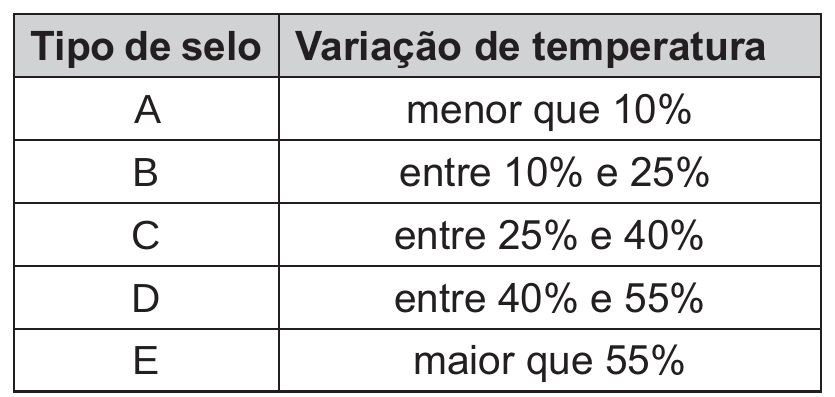 Tipo de selo Variação de temperatura
A menor que 10%
B entre 10% e 25%
C entre 25% e 40%
D entre 40% e 55%
E maior que 55%